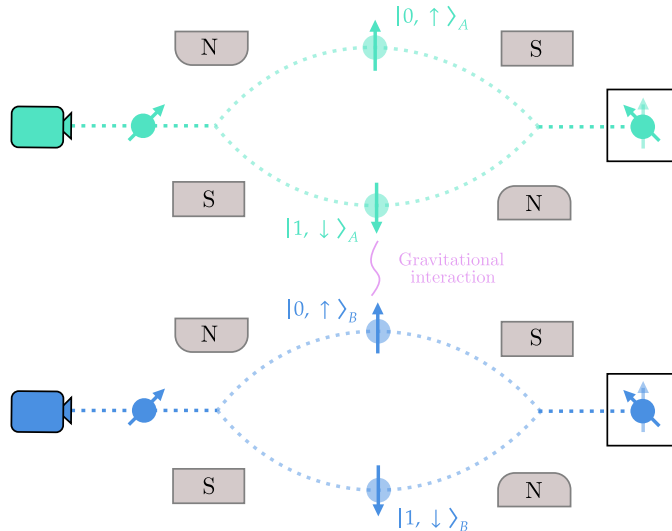 |0, ↑⟩_A
N
S
S
N
|1, ↓⟩_A
Gravitational
interaction
|0, ↑⟩_B
N
S
S
N
|1, ↓⟩_B